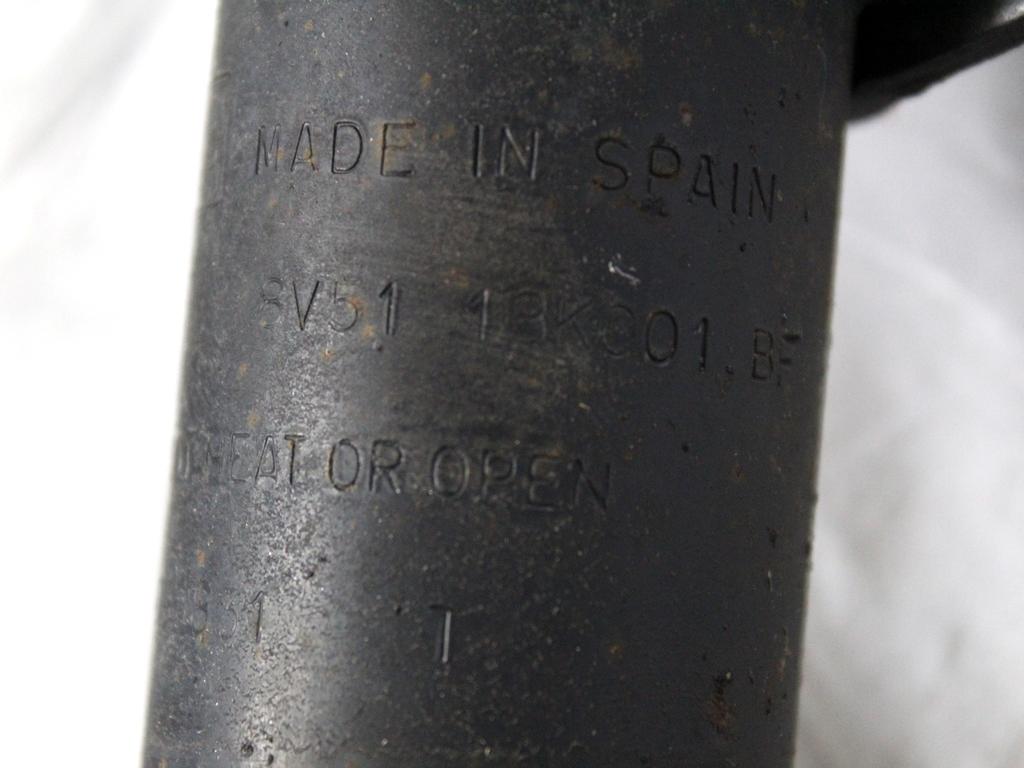 MADE IN SPAIN
8V51 18K001.BF
HEAT OR OPEN
T